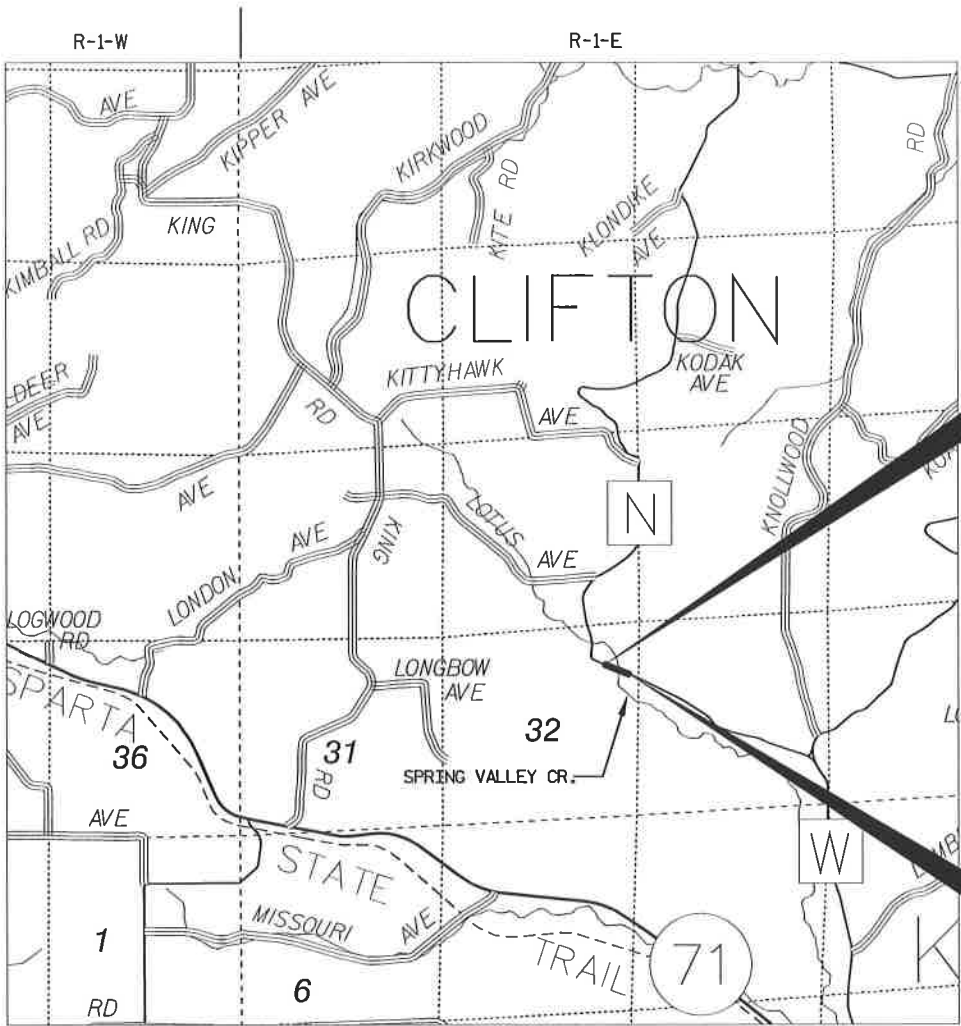 R-1-W
R-1-E
AVE
KIPPER AVE
KIRKWOOD
RD
KITE RD
KLONDIKE
AVE
KIMBALL RD
KING
CLIFTON
KODAK
AVE
KITTYHAWK
AVE
RD
DEER
AVE
AVE
KNOLLWOOD
N
LOTUS
AVE
KING
LONDON
AVE
LOGWOOD
RD
SPARTA
LONGBOW
AVE
36
31
32
RD
SPRING VALLEY CR.
AVE
STATE
W
MISSOURI
AVE
TRAIL
71
1
6
RD